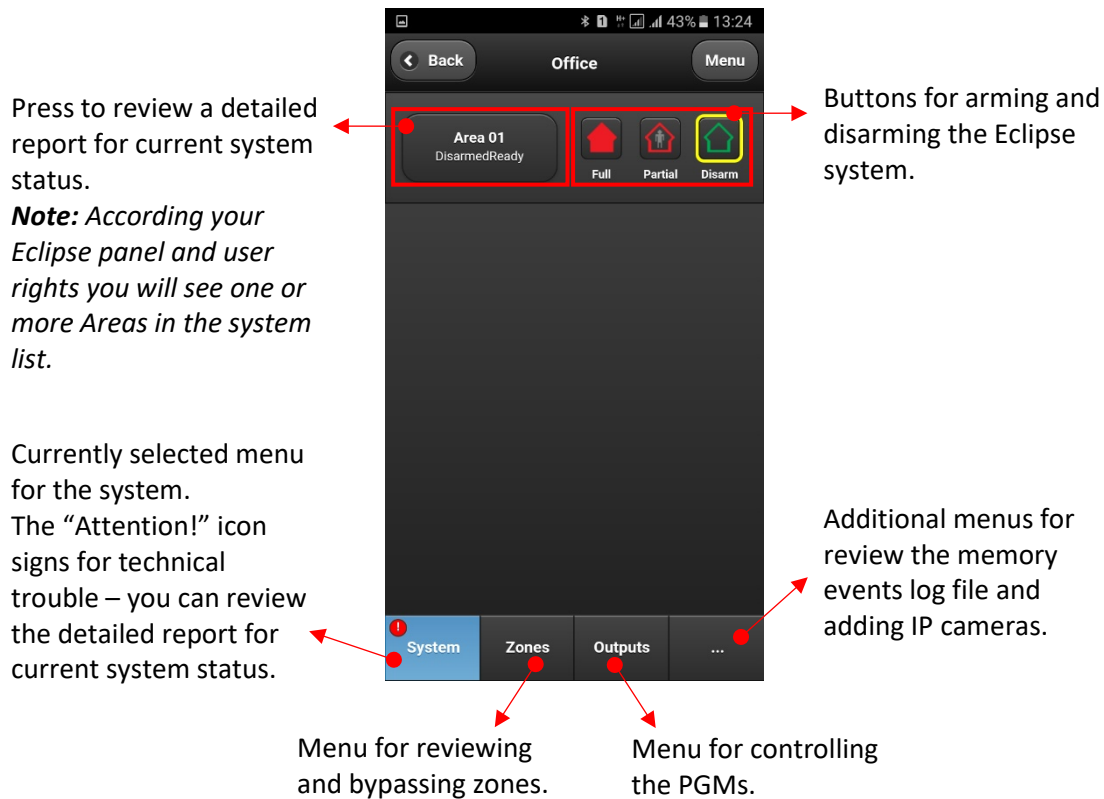 43% 13:24
Back
Office
Menu
Press to review a detailed
report for current system
status.
Note: According your
Eclipse panel and user
rights you will see one or
more Areas in the system
list.
Area 01
DisarmedReady
Full
Partial
Disarm
Buttons for arming and
disarming the Eclipse
system.
Currently selected menu
for the system.
The “Attention!” icon
signs for technical
trouble – you can review
the detailed report for
current system status.
Additional menus for
review the memory
events log file and
adding IP cameras.
System
Zones
Outputs
...
Menu for reviewing
and bypassing zones.
Menu for controlling
the PGMs.